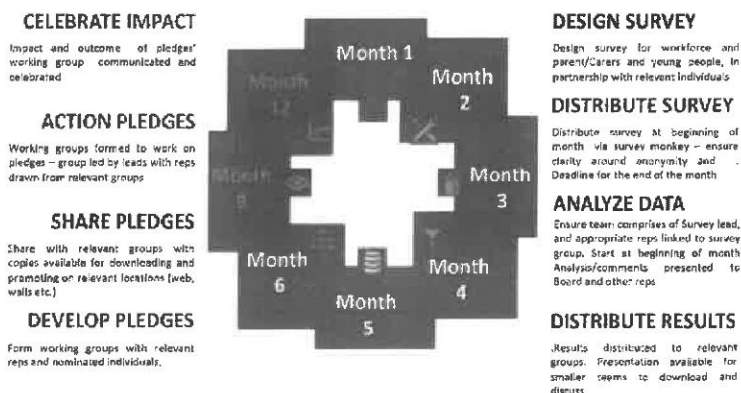 CELEBRATE IMPACT
Impact and outcome of pledges'
working group communicated and
celebrated
ACTION PLEDGES
Working groups formed to work on
pledges – group led by leads with reps
drawn from relevant groups
SHARE PLEDGES
Share with relevant groups with
copies available for downloading and
promoting on relevant locations (web,
walls etc.)
DEVELOP PLEDGES
Form working groups with relevant
reps and nominated individuals.
Month 1
Month
2
Month
3
Month
4
Month
5
Month
6
Month
9
Month
12
DESIGN SURVEY
Design survey for workforce and
parent/Carers and young people, in
partnership with relevant individuals
DISTRIBUTE SURVEY
Distribute survey at beginning of
month via survey monkey – ensure
clarity around anonymity and .
Deadline for the end of the month
ANALYZE DATA
Ensure team comprises of Survey lead,
and appropriate reps linked to survey
group. Start at beginning of month
Analysis/comments presented to
Board and other reps
DISTRIBUTE RESULTS
.Results distributed to relevant
groups. Presentation available for
smaller teams to download and
discuss